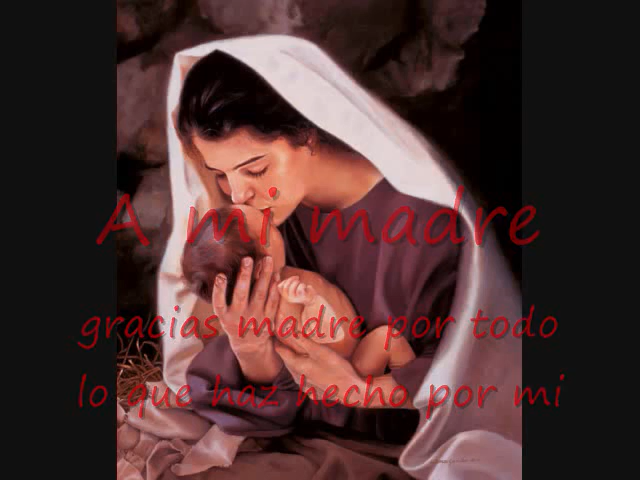 A mi madre
gracias madre por todo
lo que haz hecho por mi